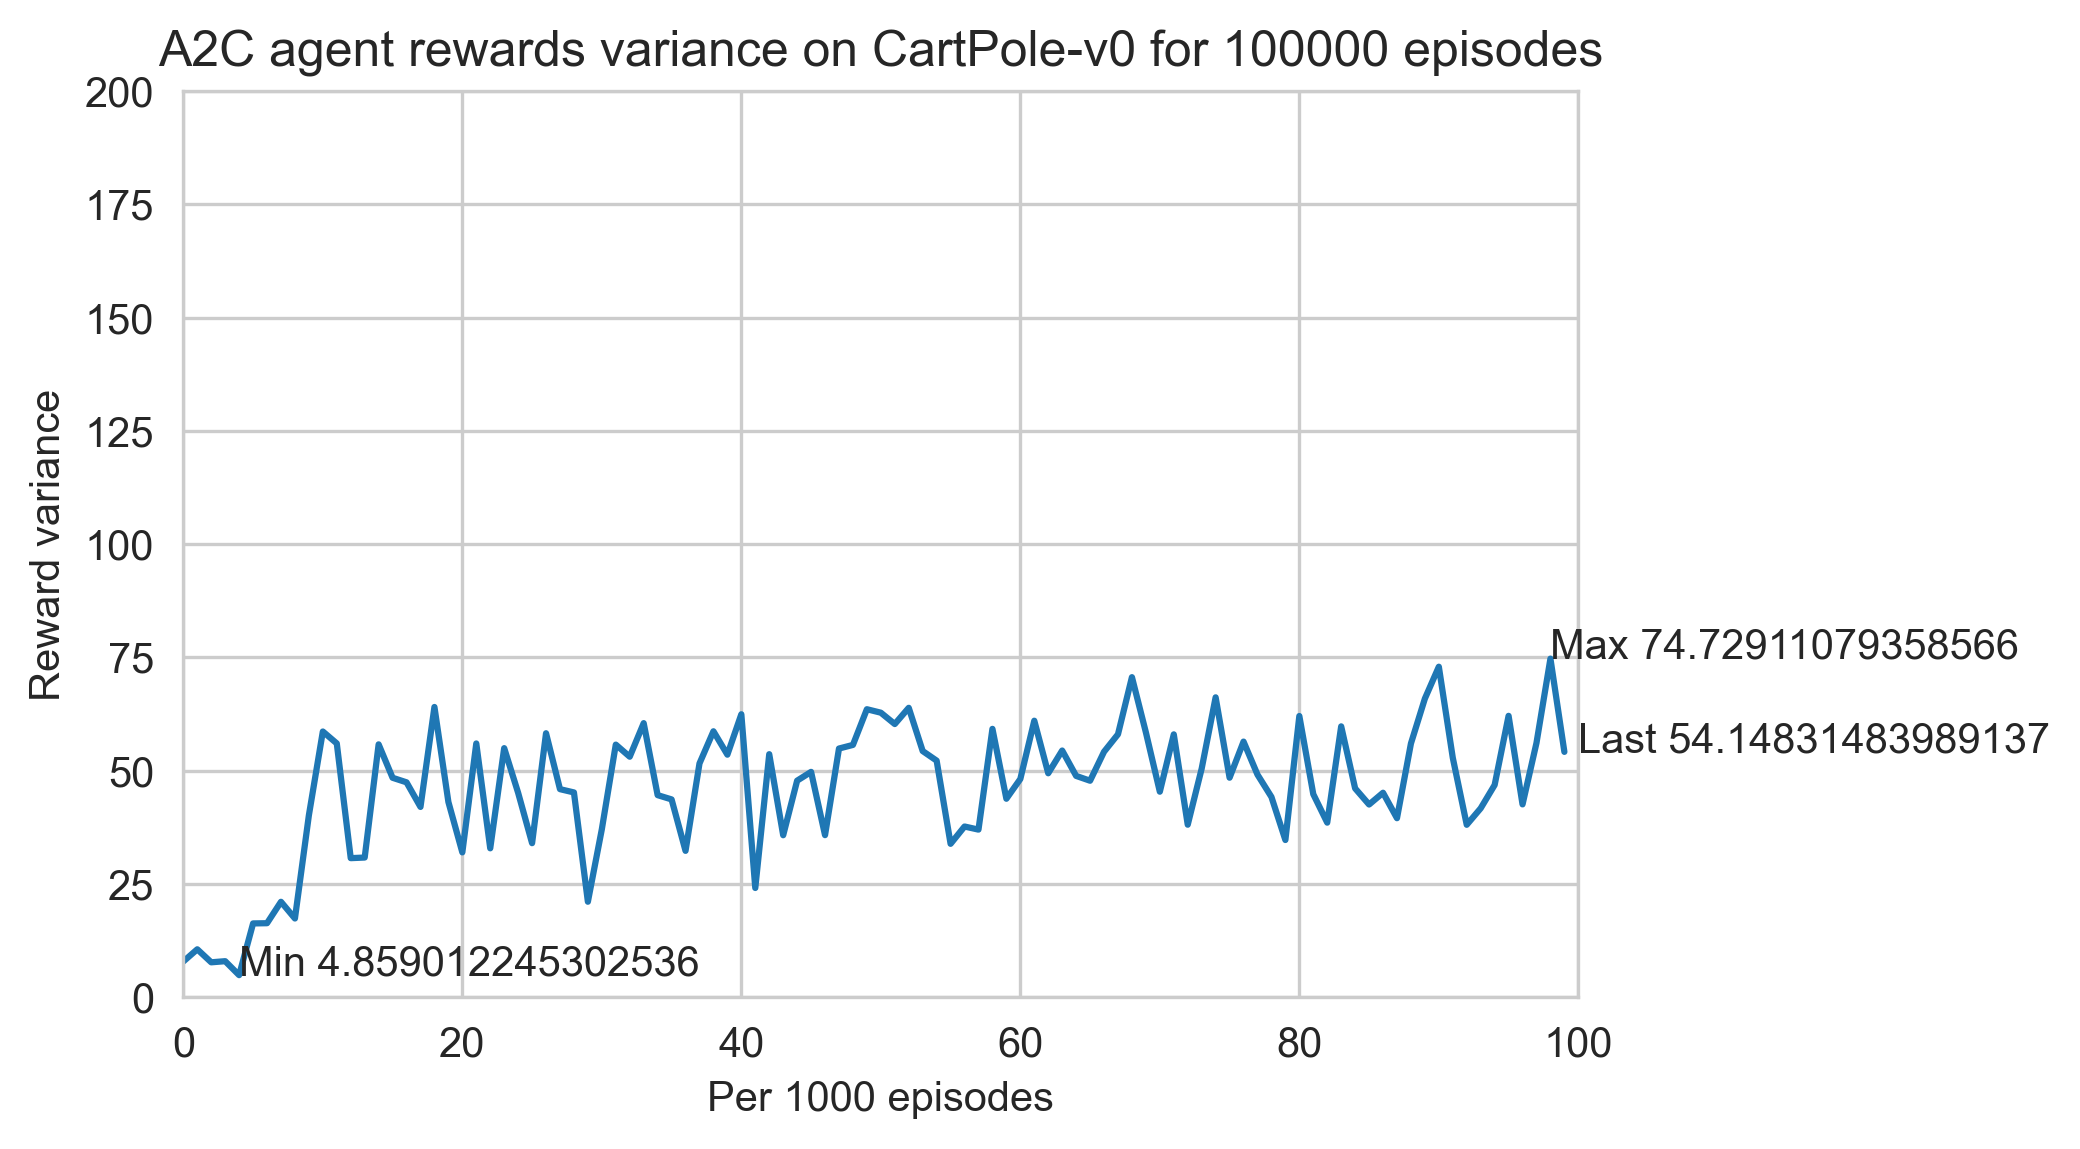 A2C agent rewards variance on CartPole-v0 for 100000 episodes
200
175
150
125
100
75
50
25
0
Reward variance
Max 74.72911079358566
Last 54.14831483989137
Min 4.859012245302536
0 20 40 60 80 100
Per 1000 episodes